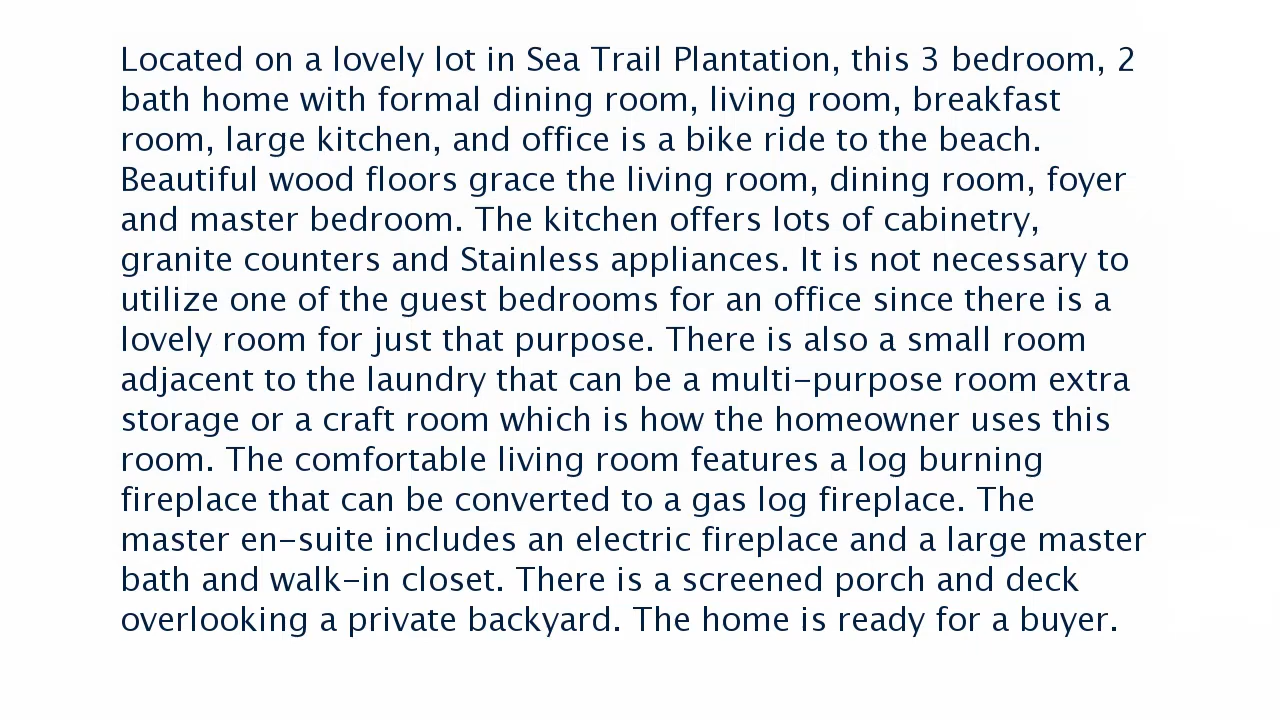 Located on a lovely lot in Sea Trail Plantation, this 3 bedroom, 2
bath home with formal dining room, living room, breakfast
room, large kitchen, and office is a bike ride to the beach.
Beautiful wood floors grace the living room, dining room, foyer
and master bedroom. The kitchen offers lots of cabinetry,
granite counters and Stainless appliances. It is not necessary to
utilize one of the guest bedrooms for an office since there is a
lovely room for just that purpose. There is also a small room
adjacent to the laundry that can be a multi-purpose room extra
storage or a craft room which is how the homeowner uses this
room. The comfortable living room features a log burning
fireplace that can be converted to a gas log fireplace. The
master en-suite includes an electric fireplace and a large master
bath and walk-in closet. There is a screened porch and deck
overlooking a private backyard. The home is ready for a buyer.